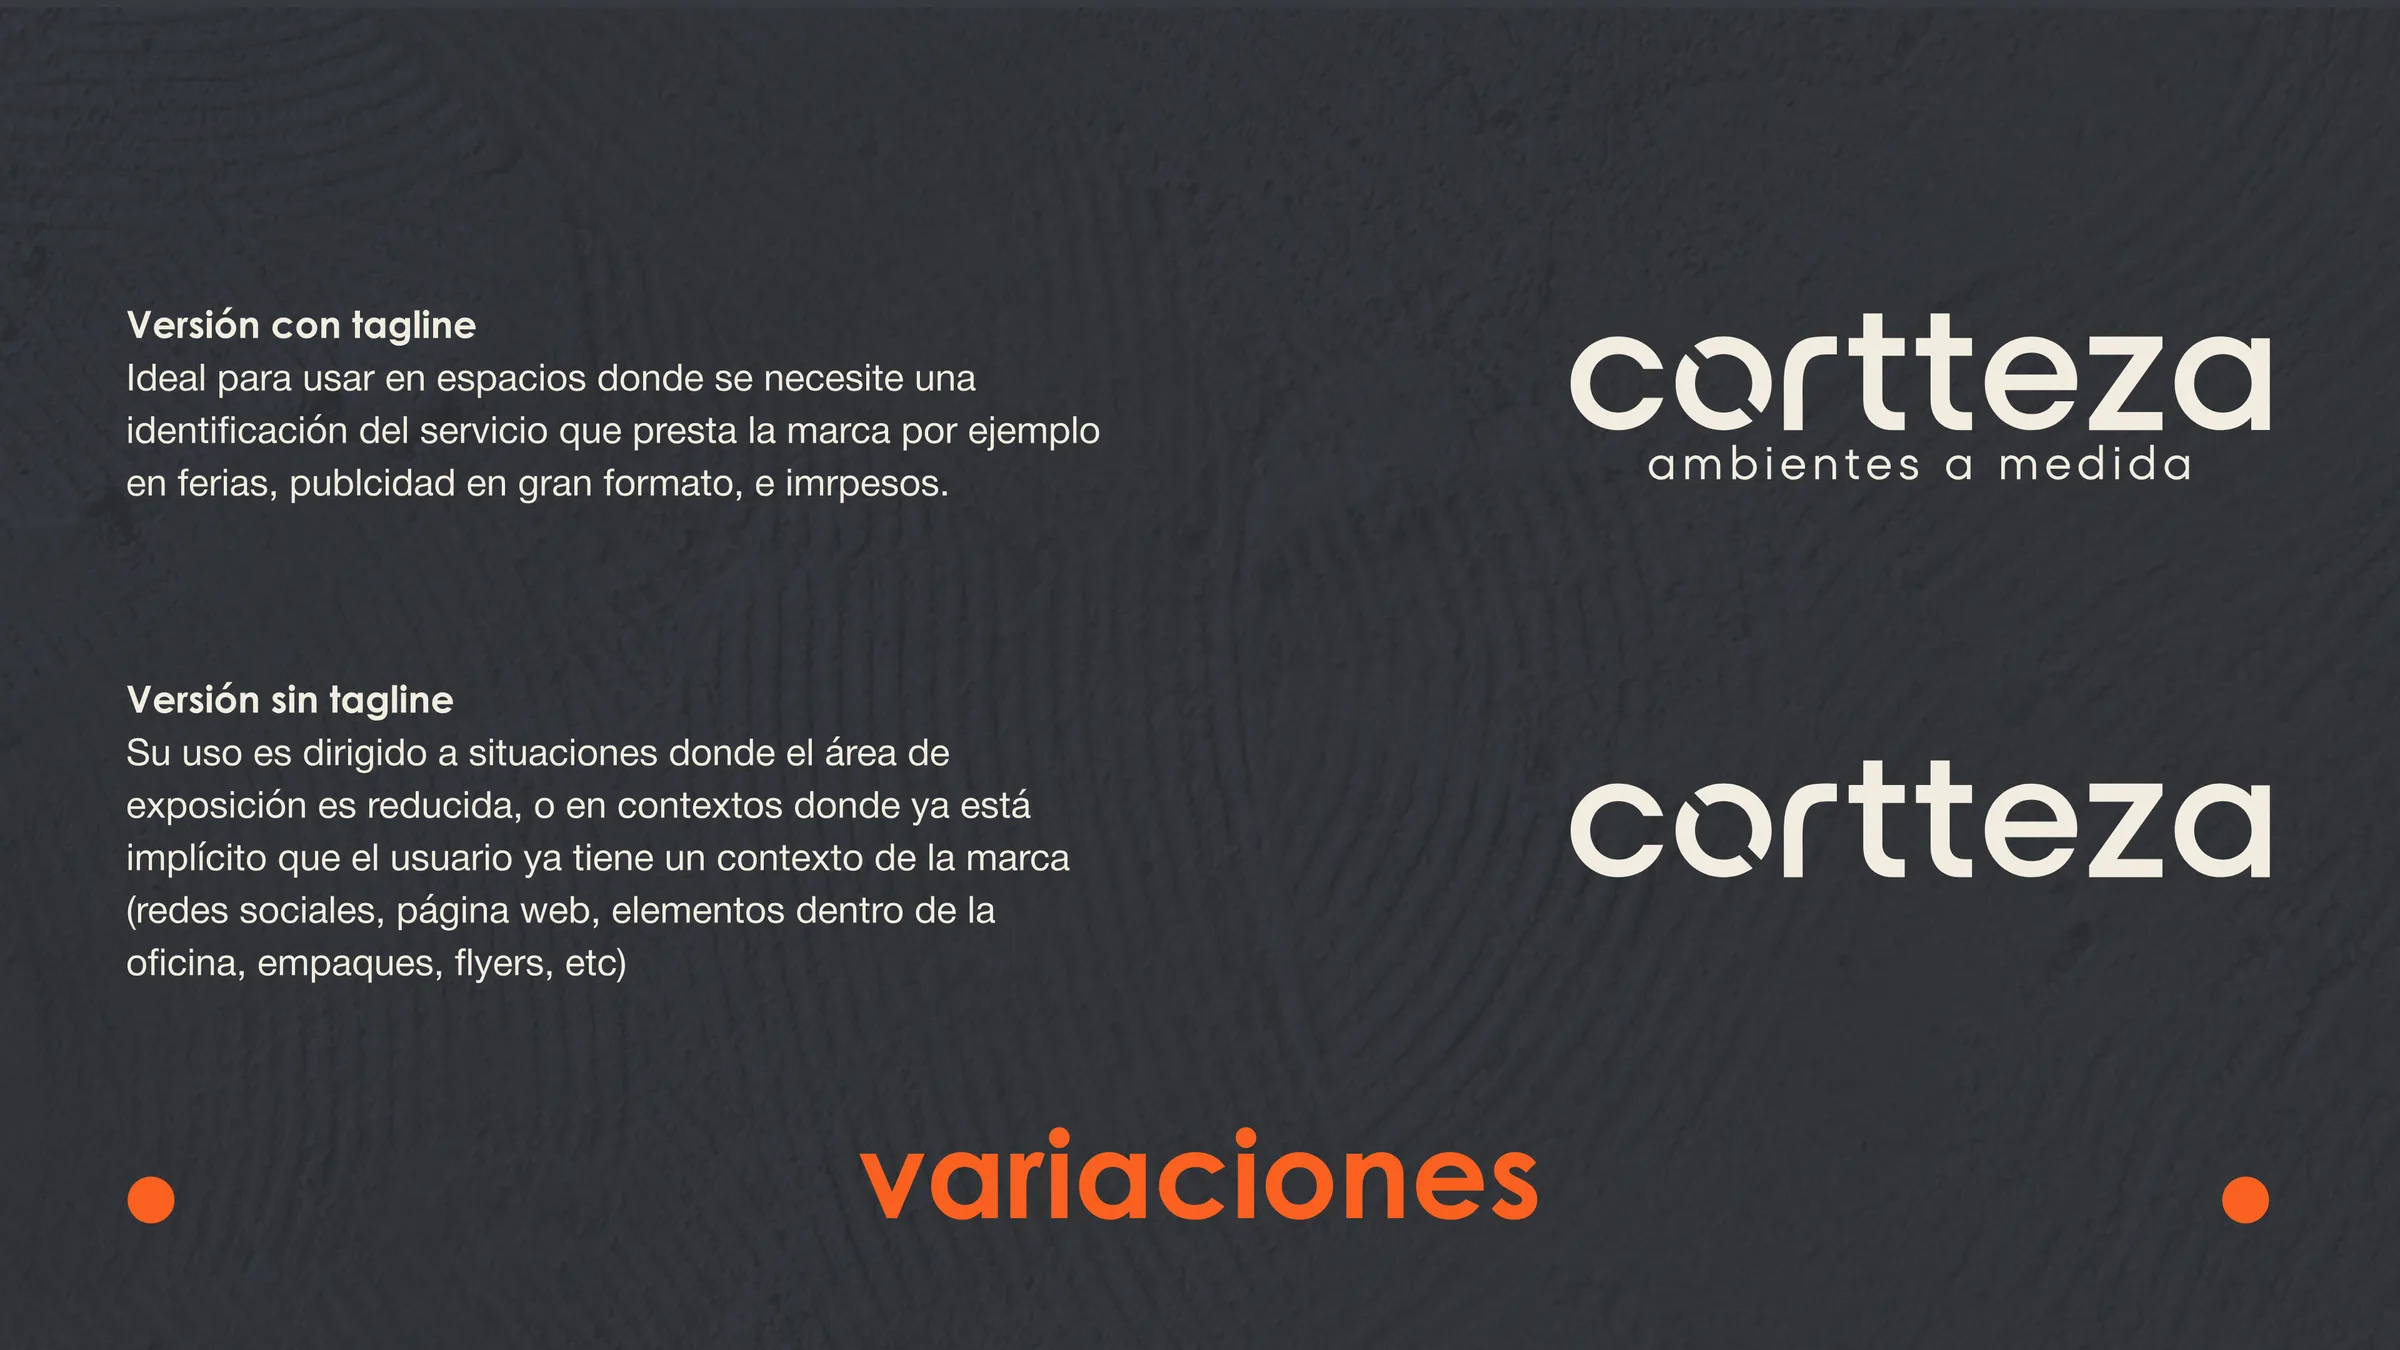 Versión con tagline
Ideal para usar en espacios donde se necesite una
identificación del servicio que presta la marca por ejemplo
en ferias, publcidad en gran formato, e imrpesos.
cortteza
ambientes a medida
Versión sin tagline
Su uso es dirigido a situaciones donde el área de
exposición es reducida, o en contextos donde ya está
implícito que el usuario ya tiene un contexto de la marca
(redes sociales, página web, elementos dentro de la
oficina, empaques, flyers, etc)
cortteza
variaciones